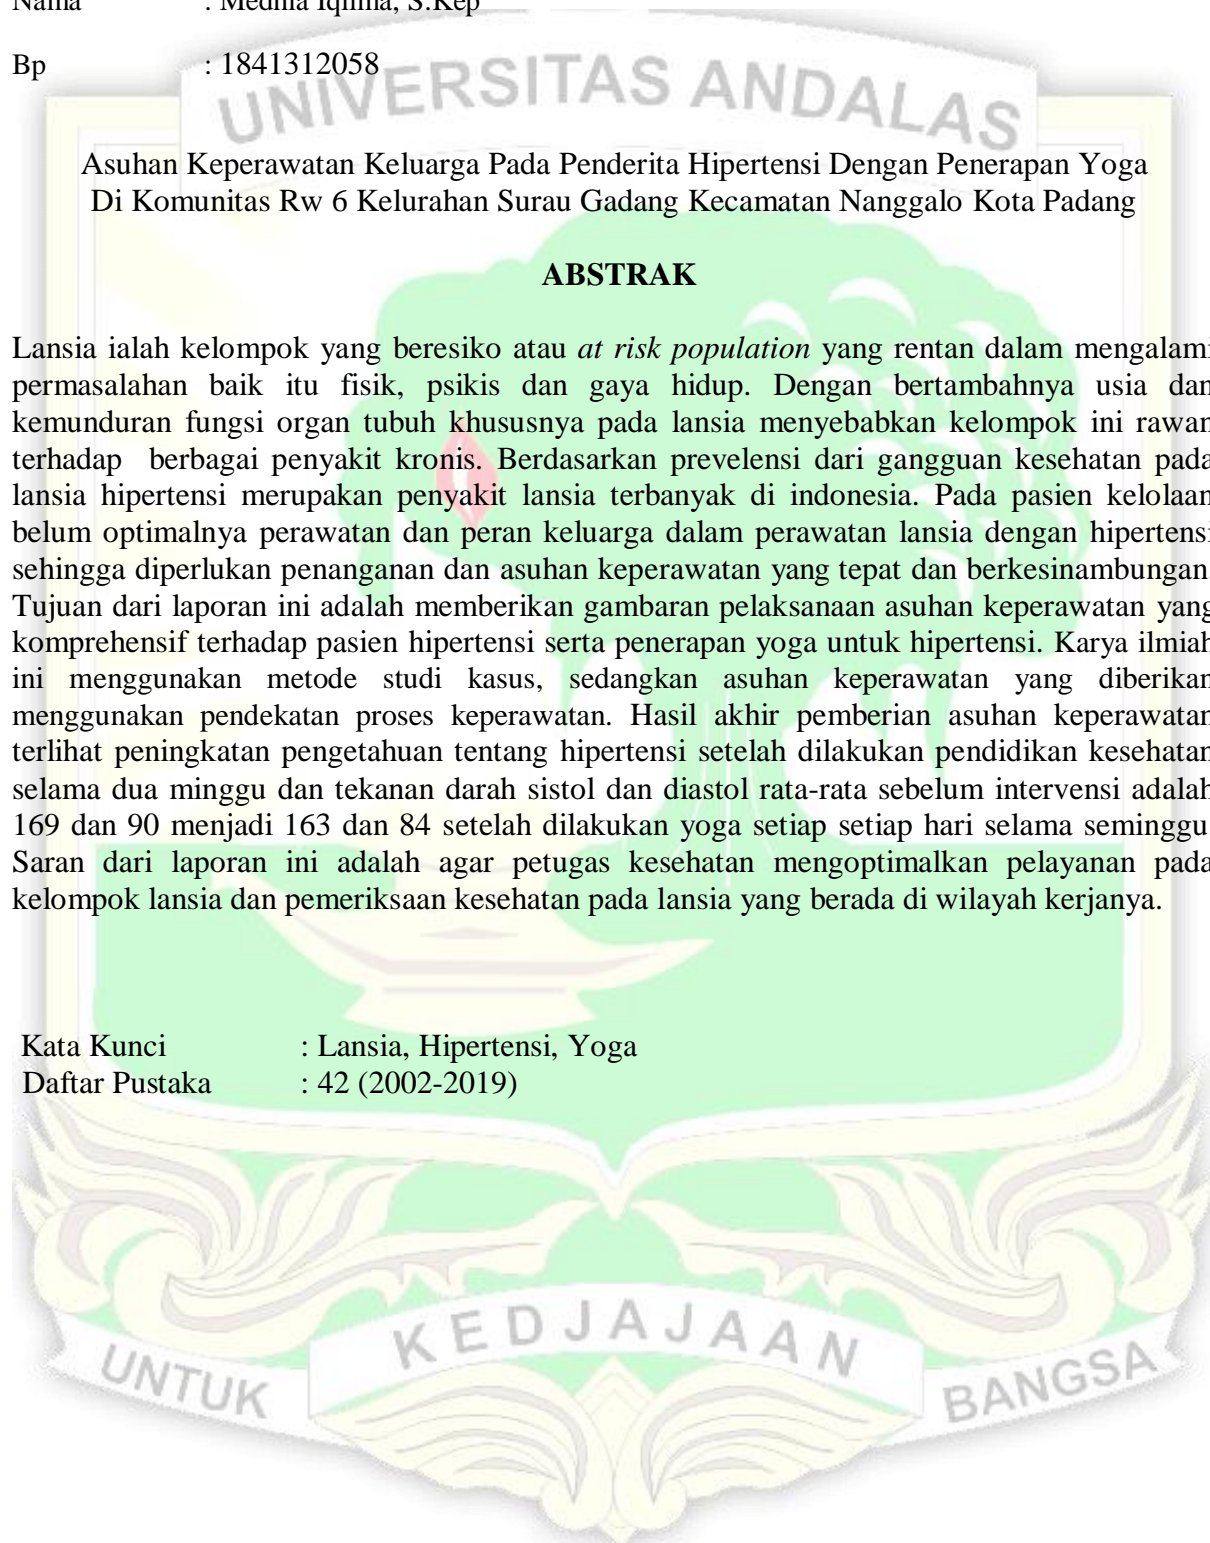 Nama : Medhia Iqlima, S.Kep
Bp : 1841312058
UNIVERSITAS ANDALAS
Asuhan Keperawatan Keluarga Pada Penderita Hipertensi Dengan Penerapan Yoga
Di Komunitas Rw 6 Kelurahan Surau Gadang Kecamatan Nanggalo Kota Padang
ABSTRAK
Lansia ialah kelompok yang beresiko atau at risk population yang rentan dalam mengalami
permasalahan baik itu fisik, psikis dan gaya hidup. Dengan bertambahnya usia dan
kemunduran fungsi organ tubuh khususnya pada lansia menyebabkan kelompok ini rawan
terhadap berbagai penyakit kronis. Berdasarkan prevelensi dari gangguan kesehatan pada
lansia hipertensi merupakan penyakit lansia terbanyak di indonesia. Pada pasien kelolaan
belum optimalnya perawatan dan peran keluarga dalam perawatan lansia dengan hipertensi
sehingga diperlukan penanganan dan asuhan keperawatan yang tepat dan berkesinambungan.
Tujuan dari laporan ini adalah memberikan gambaran pelaksanaan asuhan keperawatan yang
komprehensif terhadap pasien hipertensi serta penerapan yoga untuk hipertensi. Karya ilmiah
ini menggunakan metode studi kasus, sedangkan asuhan keperawatan yang diberikan
menggunakan pendekatan proses keperawatan. Hasil akhir pemberian asuhan keperawatan
terlihat peningkatan pengetahuan tentang hipertensi setelah dilakukan pendidikan kesehatan
selama dua minggu dan tekanan darah sistol dan diastol rata-rata sebelum intervensi adalah
169 dan 90 menjadi 163 dan 84 setelah dilakukan yoga setiap setiap hari selama seminggu.
Saran dari laporan ini adalah agar petugas kesehatan mengoptimalkan pelayanan pada
kelompok lansia dan pemeriksaan kesehatan pada lansia yang berada di wilayah kerjanya.
Kata Kunci : Lansia, Hipertensi, Yoga
Daftar Pustaka : 42 (2002-2019)
UNTUK KEDJAJAAN BANGSA